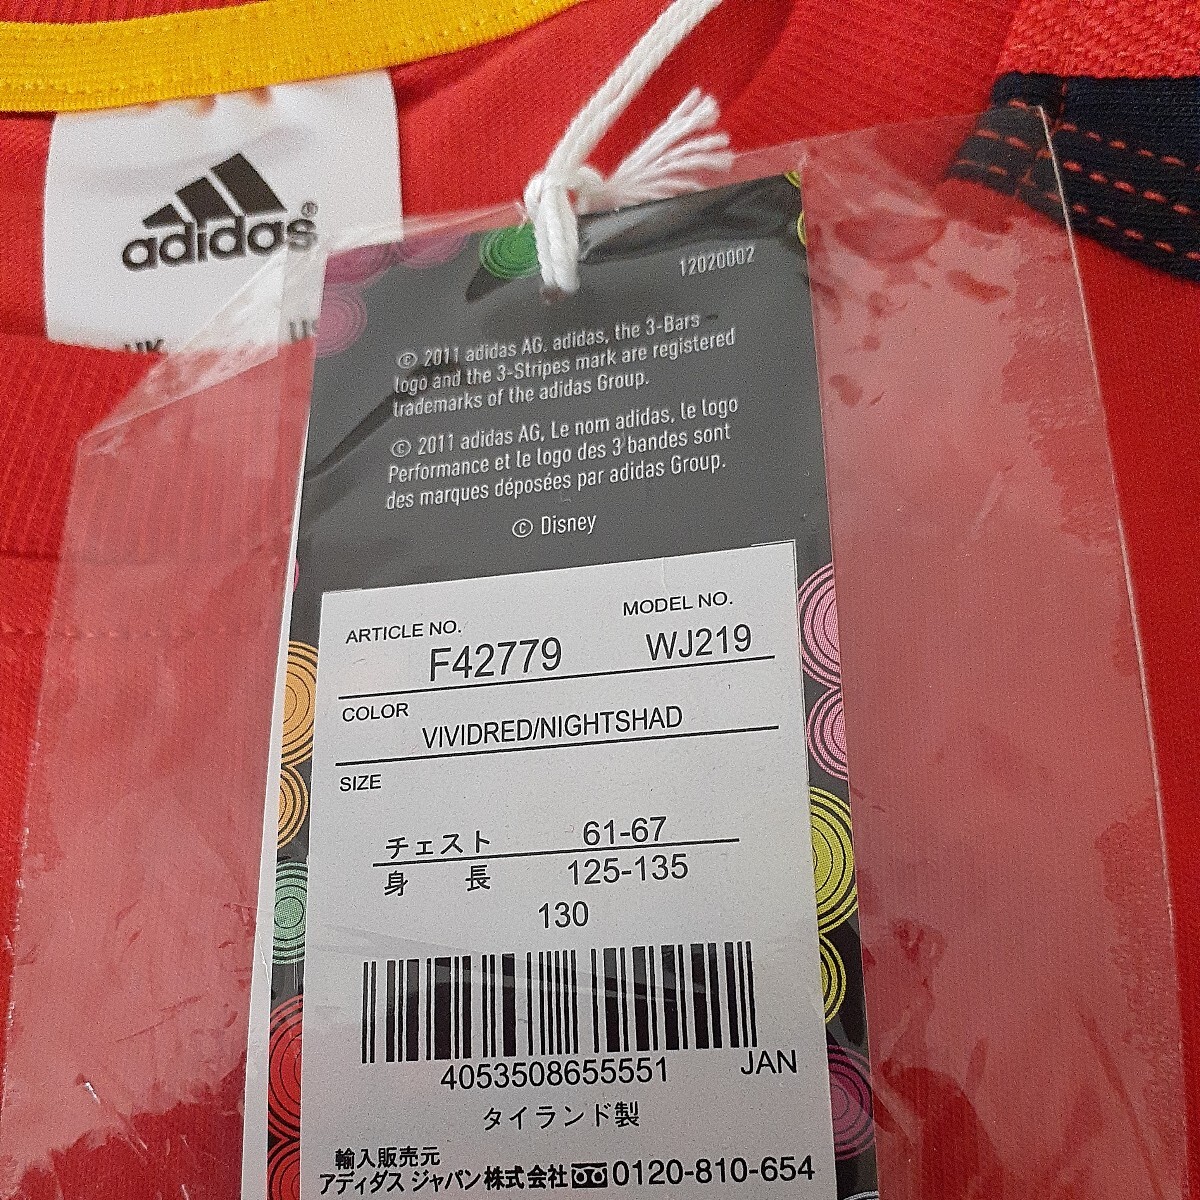 adidas®
UK
US
12020002
© 2011 adidas AG. adidas, the 3-Bars
logo and the 3-Stripes mark are registered
trademarks of the adidas Group.
© 2011 adidas AG, Le nom adidas, le logo
Performance et le logo des 3 bandes sont
des marques déposées par adidas Group.
© Disney
ARTICLE NO.
MODEL NO.
F42779
WJ219
COLOR
VIVIDRED/NIGHTSHAD
SIZE
チェスト 61-67
身 長 125-135
130
4053508655551
JAN
タイランド製
輸入販売元
アディダス ジャパン株式会社 0120-810-654